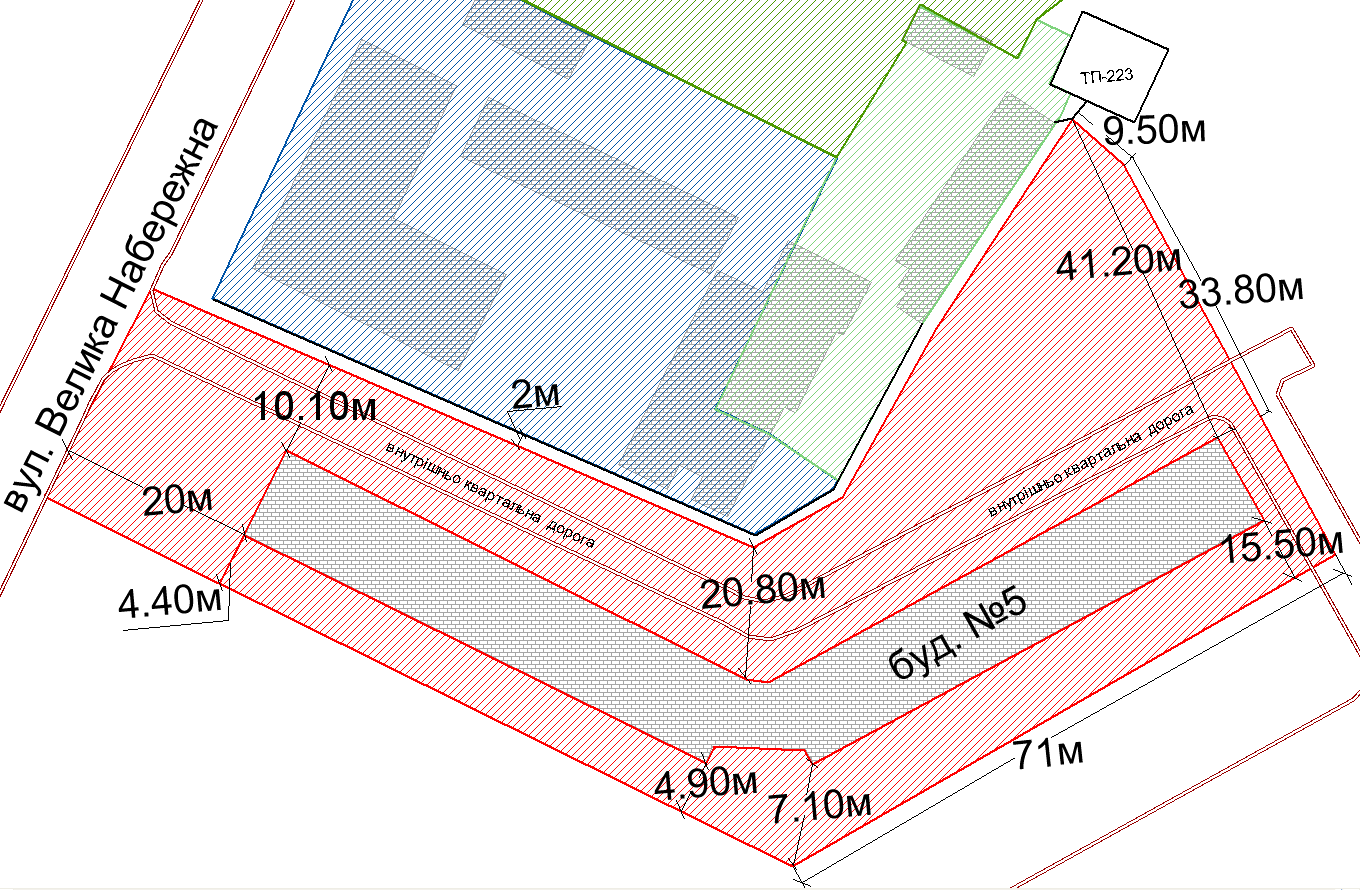 ТП-223
9.50м
вул. Велика Набережна
41.20м
33.80м
10.10м
2м
внутрішньо квартальна дорога
внутрішньо квартальна дорога
20м
15.50м
4.40м
20.80м
буд. №5
71м
4.90м
7.10м